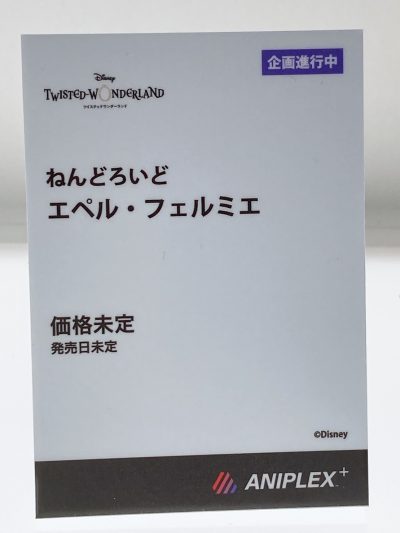 企画進行中
Disney
TWISTED-WONDERLAND
ツイステッドワンダーランド
ねんどろいど
エペル・フェルミエ
価格未定
発売日未定
©Disney
ANIPLEX+